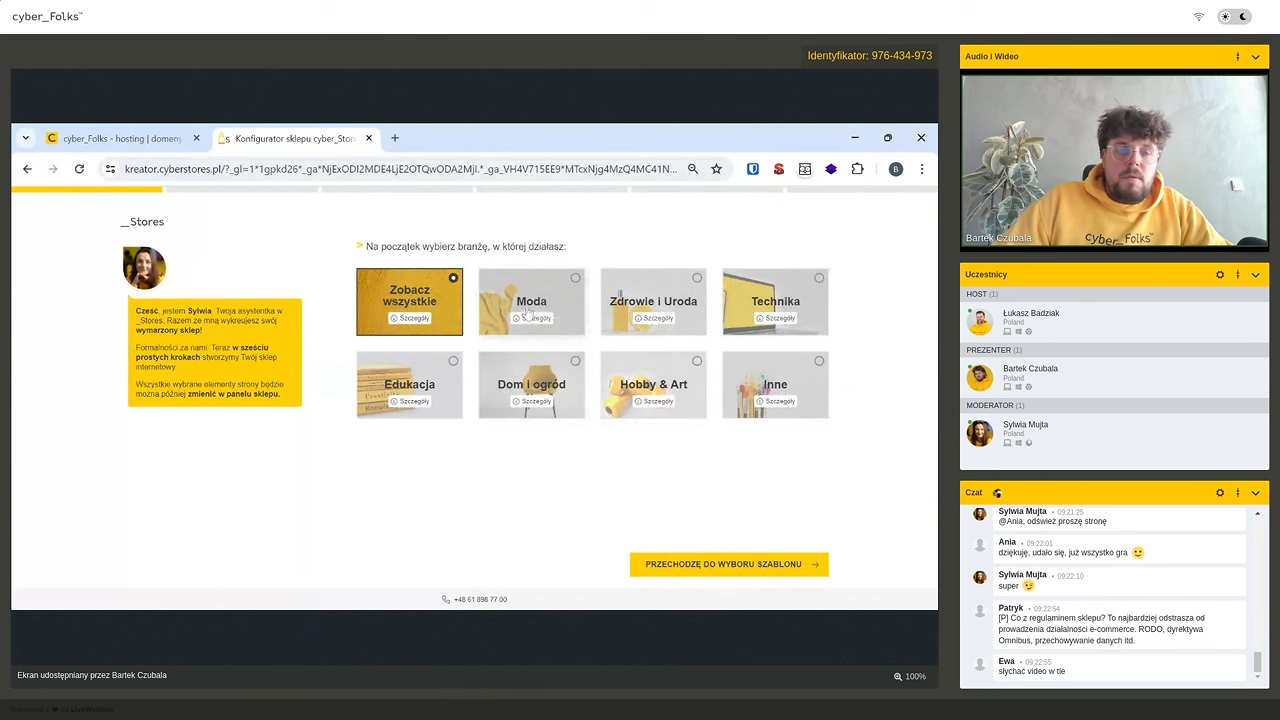 cyber_Folks™
Identyfikator: 976-434-973
cyber_Folks - hosting | domeny
Konfigurator sklepu cyber_Stor
kreator.cyberstores.pl/?_gl=1*1gpkd26*_ga*NjExODI2MDE4LjE2OTQwODA2MjI.*_ga_VH4V715EE9*MTcxNjg4MzQ4MC41N...
B
_Stores
Cześć, jestem Sylwia. Twoja asystentka w
_Stores. Razem ze mną wykreujesz swój
wymarzony sklep!
Formalności za nami. Teraz w sześciu
prostych krokach stworzymy Twój sklep
internetowy.
Wszystkie wybrane elementy strony będzie
można później zmienić w panelu sklepu.
> Na początek wybierz branżę, w której działasz:
Zobacz
wszystkie
Szczegóły
Moda
Szczegóły
Zdrowie i Uroda
Szczegóły
Technika
Szczegóły
Edukacja
Szczegóły
Dom i ogród
Szczegóły
Hobby & Art
Szczegóły
Inne
Szczegóły
PRZECHODZĘ DO WYBORU SZABLONU →
+48 61 898 77 00
Ekran udostępniany przez Bartek Czubala
100%
Wykonane z ❤ od LiveWebinar
Audio i Wideo
cyber_Folks™
Bartek Czubala
Uczestnicy
HOST (1)
Łukasz Badziak
Poland
PREZENTER (1)
Bartek Czubala
Poland
MODERATOR (1)
Sylwia Mujta
Poland
Czat
Sylwia Mujta • 09:21:25
@Ania, odśwież proszę stronę
Ania • 09:22:01
dziękuję, udało się, już wszystko gra 😉
Sylwia Mujta • 09:22:10
super 😉
Patryk • 09:22:54
[P] Co z regulaminem sklepu? To najbardziej odstrasza od
prowadzenia działalności e-commerce. RODO, dyrektywa
Omnibus, przechowywanie danych itd.
Ewa • 09:22:55
słychać video w tle